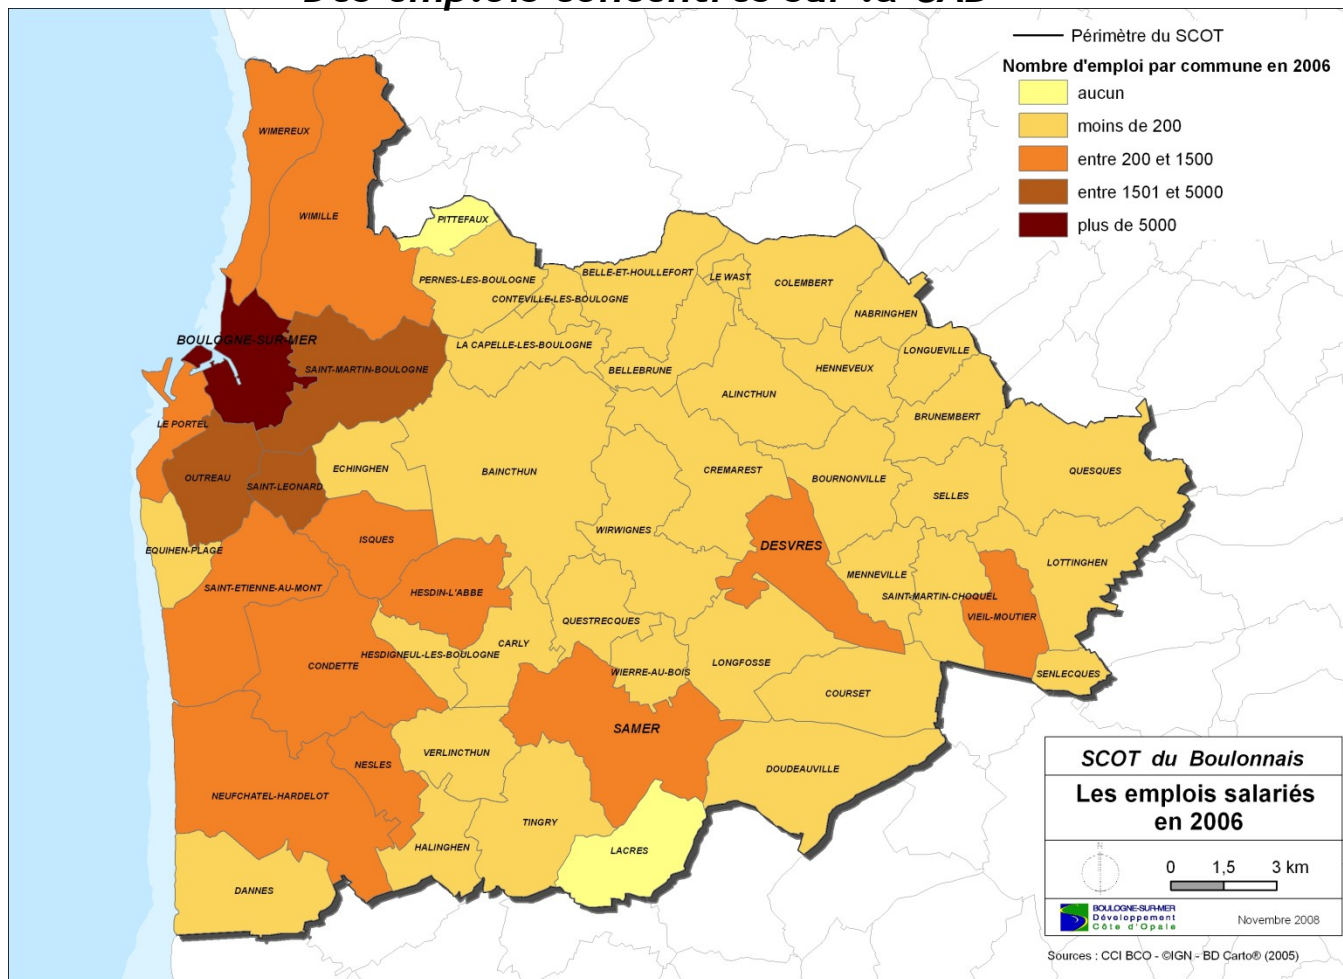 Des emplois concentrés sur la CAB
Périmètre du SCOT
Nombre d'emploi par commune en 2006
aucun
moins de 200
entre 200 et 1500
entre 1501 et 5000
plus de 5000
WIMEREUX
WIMILLE
PITTEFAUX
PERNES-LES-BOULOGNE
BELLE-ET-HOULLEFORT
LE WAST
COLEMBERT
CONTEVILLE-LES-BOULOGNE
NABRINGHEN
BOULOGNE-SUR-MER
LA CAPELLE-LES-BOULOGNE
LONGUEVILLE
SAINT-MARTIN-BOULOGNE
BELLEBRUNE
HENNEVEUX
ALINCTHUN
LE PORTEL
BRUNEMBERT
ECHINGHEN
BAINCTHUN
CREMAREST
QUESQUES
OUTREAU
SAINT-LEONARD
BOURNONVILLE
SELLES
WIRWIGNES
ISQUES
DESVRES
EQUIHEN-PLAGE
LOTTINGHEN
MENNEVILLE
SAINT-ETIENNE-AU-MONT
HESDIN-L'ABBE
SAINT-MARTIN-CHOQUEL
VIEIL-MOUTIER
QUESTRECQUES
CARLY
HESDIGNEUL-LES-BOULOGNE
CONDETTE
LONGFOSSE
WIERRE-AU-BOIS
SENLECQUES
COURSET
SAMER
VERLINCTHUN
NESLES
DOUDEAUVILLE
NEUFCHATEL-HARDELOT
TINGRY
HALINGHEN
LACRES
DANNES
SCOT du Boulonnais
Les emplois salariés
en 2006
N
0 1,5 3 km
BOULOGNE-SUR-MER
Développement
Côte d'Opale
Novembre 2008
Sources : CCI BCO - ©IGN - BD Carto® (2005)